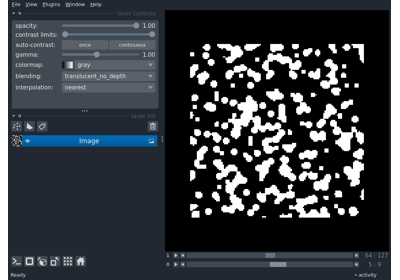 File View Plugins Window Help
layer controls
opacity: 1.00
contrast limits:
auto-contrast: once continuous
gamma: 1.00
colormap: gray
blending: translucent_no_depth
interpolation: nearest
layer list
Image
1 64 127
0 5 9
Ready activity